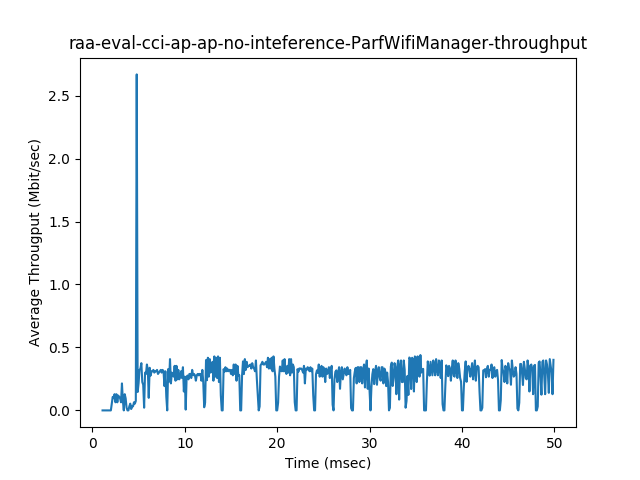 raa-eval-cci-ap-ap-no-inteference-ParfWifiManager-throughput
Average Througput (Mbit/sec)
2.5
2.0
1.5
1.0
0.5
0.0
0 10 20 30 40 50
Time (msec)